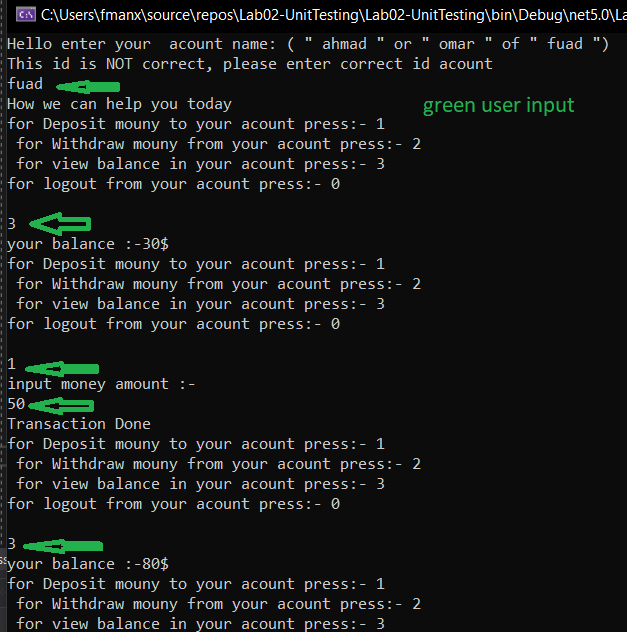 C:\Users\fmanx\source\repos\Lab02-UnitTesting\Lab02-UnitTesting\bin\Debug\net5.0\La
Hello enter your  acount name: ( " ahmad " or " omar " of " fuad ")
This id is NOT correct, please enter correct id acount
fuad
How we can help you today
green user input
for Deposit mouny to your acount press:- 1
 for Withdraw mouny from your acount press:- 2
 for view balance in your acount press:- 3
for logout from your acount press:- 0
3
your balance :-30$
for Deposit mouny to your acount press:- 1
 for Withdraw mouny from your acount press:- 2
 for view balance in your acount press:- 3
for logout from your acount press:- 0
1
input money amount :-
50
Transaction Done
for Deposit mouny to your acount press:- 1
 for Withdraw mouny from your acount press:- 2
 for view balance in your acount press:- 3
for logout from your acount press:- 0
3
your balance :-80$
for Deposit mouny to your acount press:- 1
 for Withdraw mouny from your acount press:- 2
 for view balance in your acount press:- 3